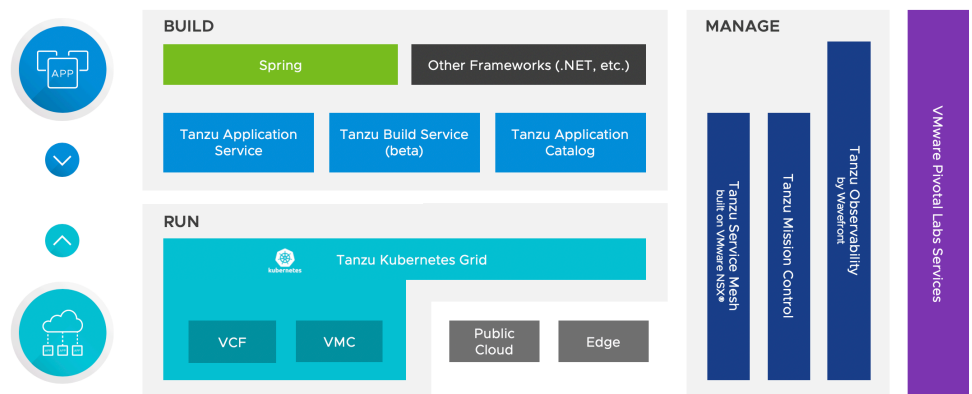 APP
BUILD
Spring
Other Frameworks (.NET, etc.)
Tanzu Application
Service
Tanzu Build Service
(beta)
Tanzu Application
Catalog
RUN
kubernetes
Tanzu Kubernetes Grid
VCF
VMC
Public
Cloud
Edge
MANAGE
Tanzu Service Mesh
built on VMware NSX®
Tanzu Mission Control
Tanzu Observability
by Wavefront
VMware Pivotal Labs Services